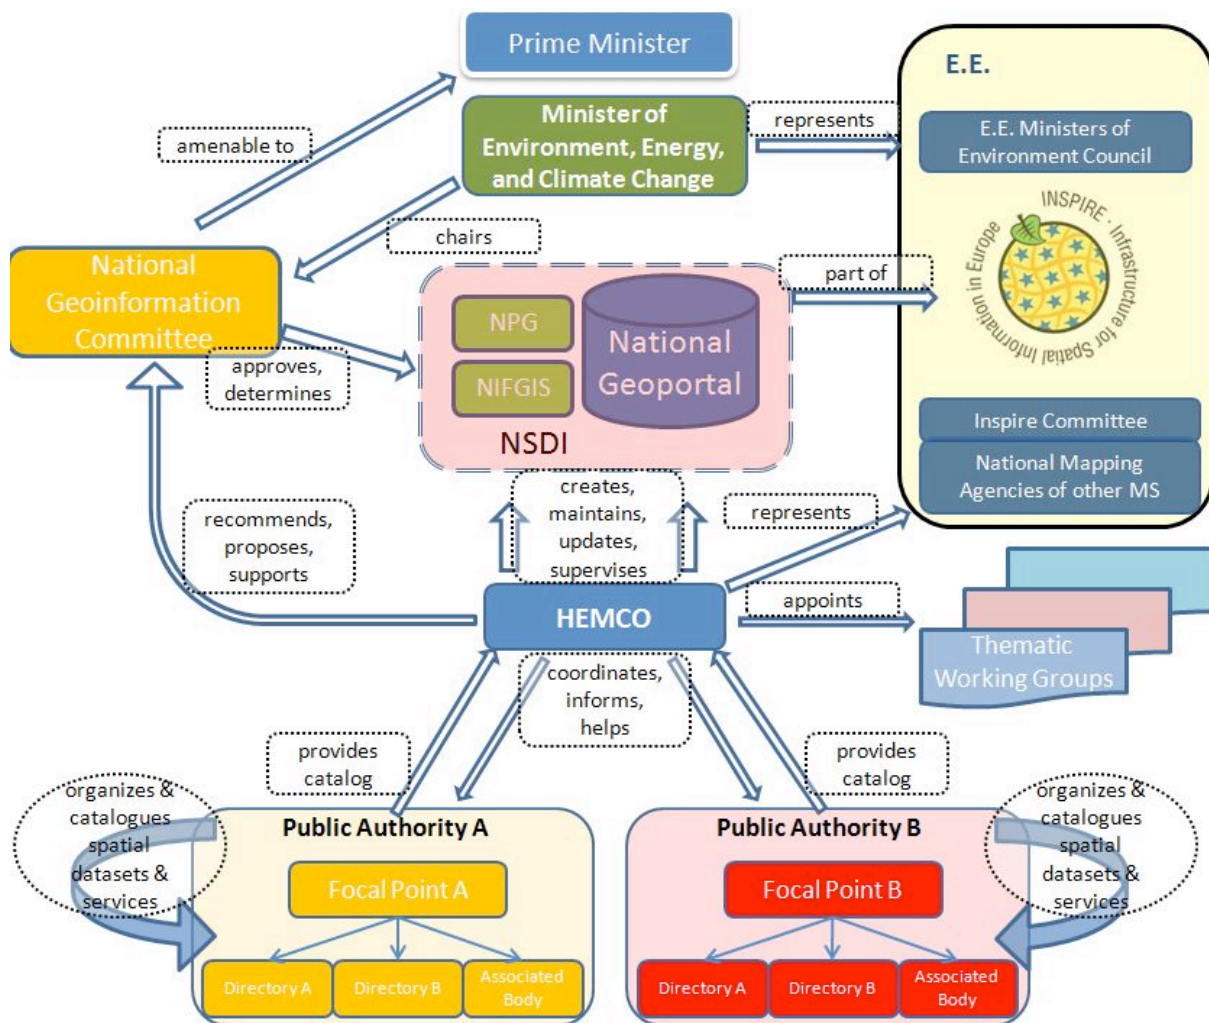 Prime Minister
E.E.
Minister of
Environment, Energy,
and Climate Change
represents
E.E. Ministers of
Environment Council
amenable to
chairs
INSPIRE · Infrastructure for Spatial Information in Europe
National
Geoinformation
Committee
part of
NPG
NIFGIS
National
Geoportal
NSDI
approves,
determines
Inspire Committee
National Mapping
Agencies of other MS
creates,
maintains,
updates,
supervises
recommends,
proposes,
supports
represents
HEMCO
appoints
Thematic
Working Groups
coordinates,
informs,
helps
provides
catalog
provides
catalog
organizes &
catalogues
spatial
datasets &
services
Public Authority A
Focal Point A
Directory A
Directory B
Associated
Body
Public Authority B
Focal Point B
Directory A
Directory B
Associated
Body
organizes &
catalogues
spatial
datasets &
services